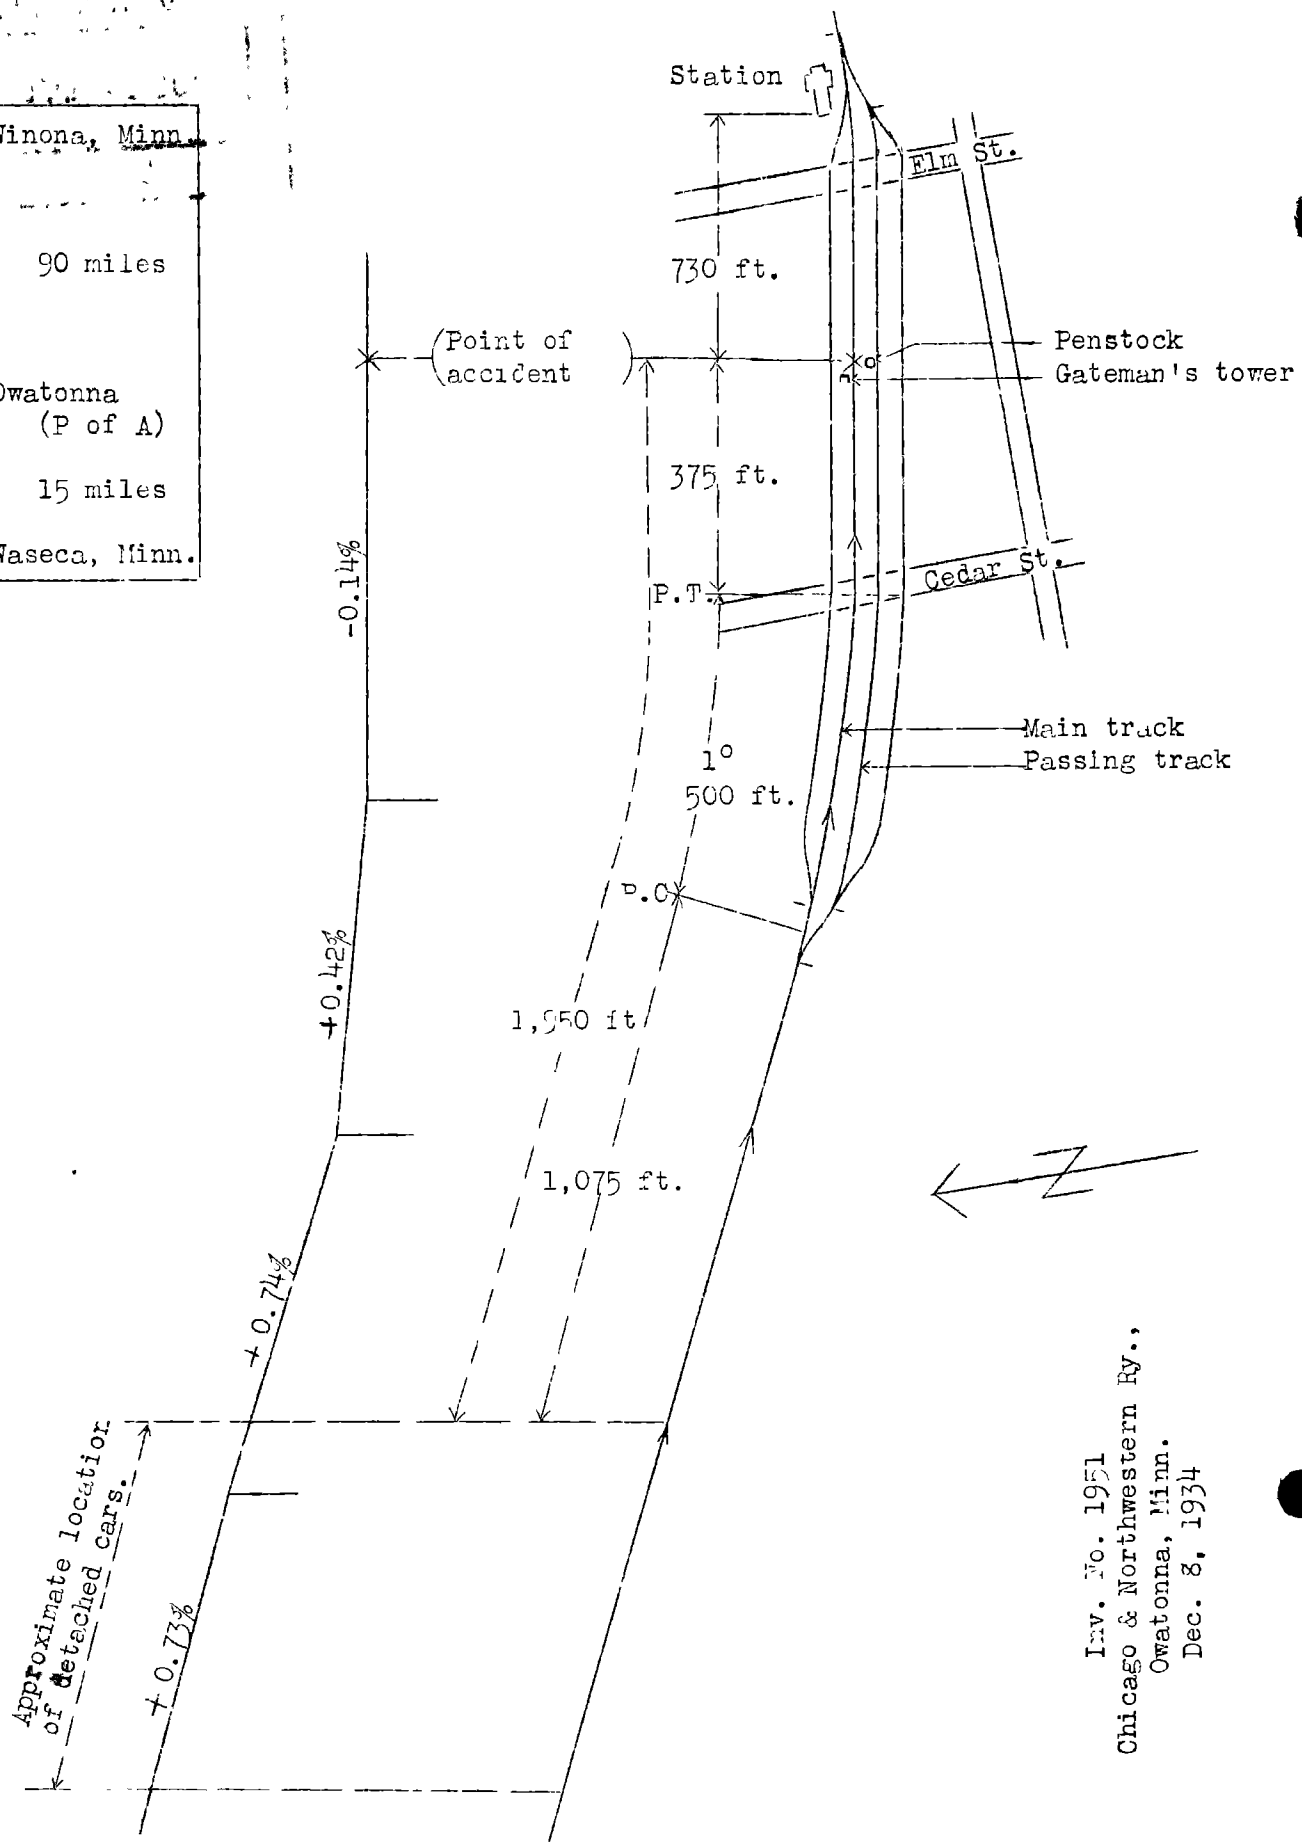 Winona, Minn.
90 miles
Owatonna
(P of A)
15 miles
Waseca, Minn.
Station
Elm St.
730 ft.
(Point of
accident)
Penstock
Gateman's tower
375 ft.
-0.14%
P.T.
Cedar St.
Main track
Passing track
1°
500 ft.
P.C
+0.42%
1,950 ft
1,075 ft.
+0.74%
Approximate location
of detached cars.
+0.73%
Inv. No. 1951
Chicago & Northwestern Ry.,
Owatonna, Minn.
Dec. 8, 1934